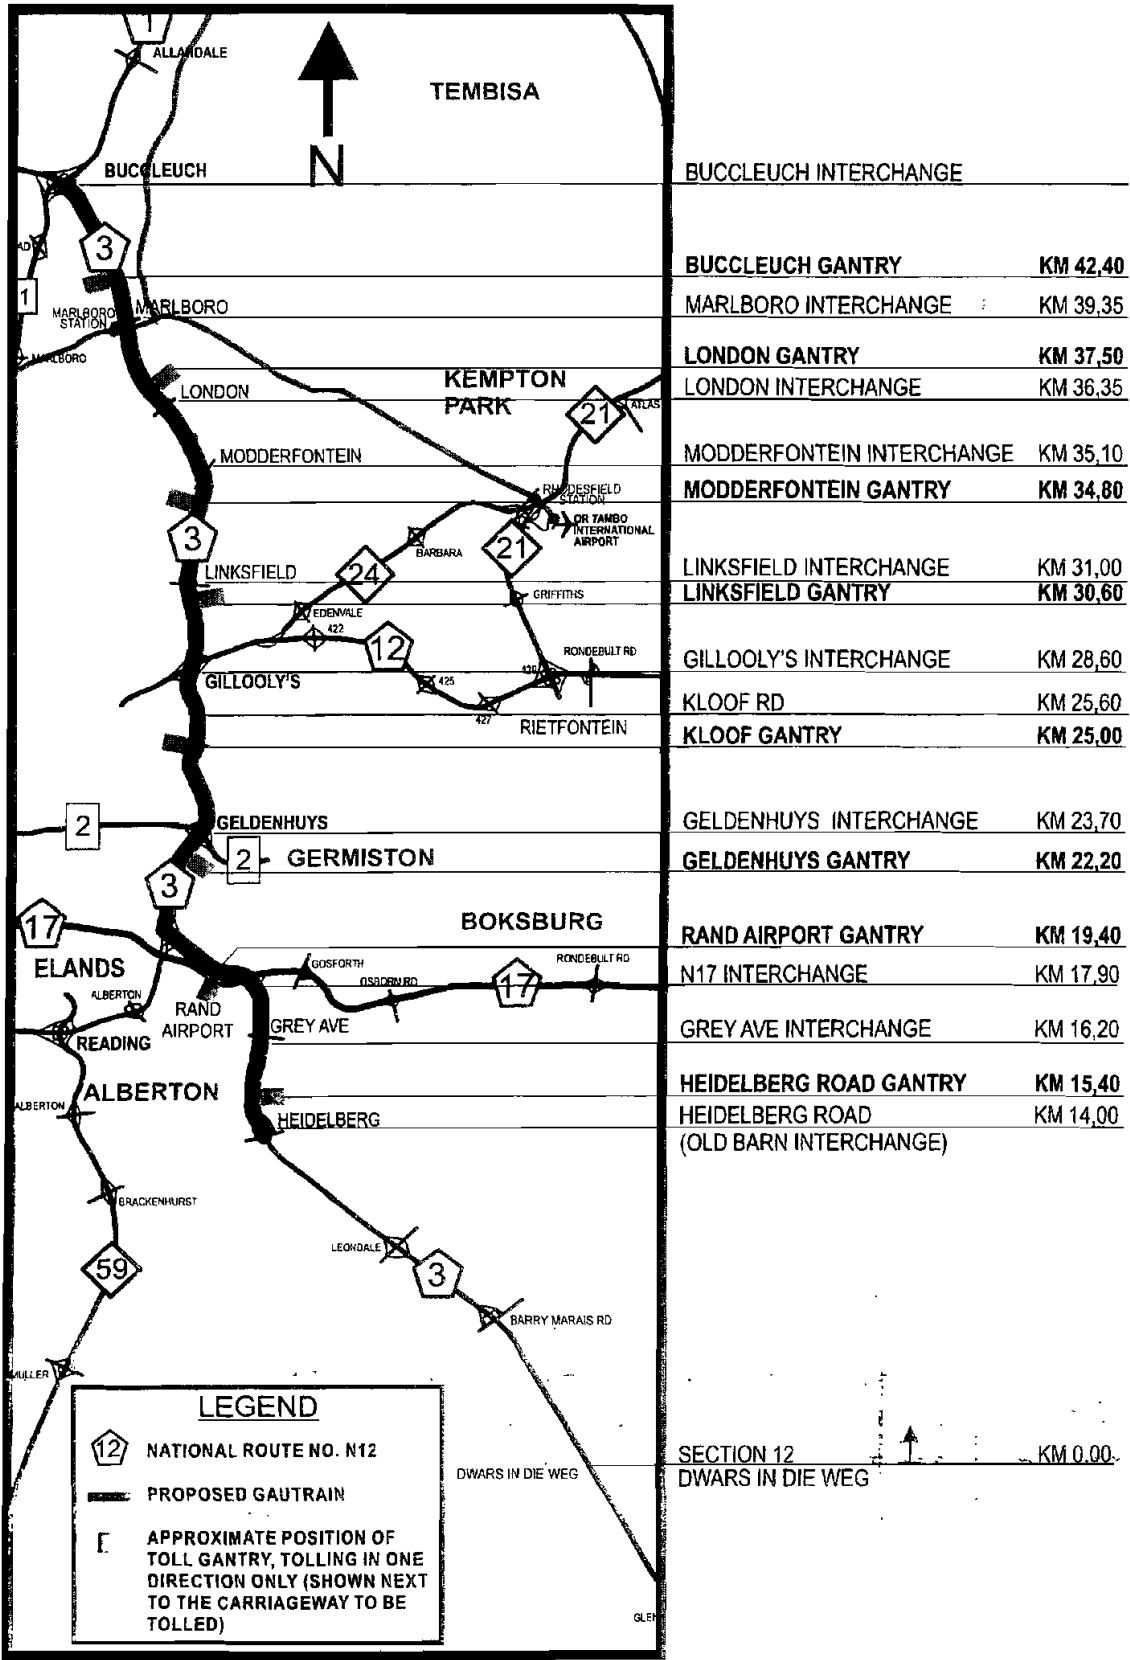 1
ALLANDALE
TEMBISA
N
BUCCLEUCH
BUCCLEUCH INTERCHANGE
3
AD
BUCCLEUCH GANTRY KM 42,40
1
MARLBORO
STATION
MARLBORO
MARLBORO INTERCHANGE KM 39,35
MARLBORO
LONDON GANTRY KM 37,50
KEMPTON
PARK
LONDON
LONDON INTERCHANGE KM 36,35
21
ATLAS
MODDERFONTEIN
MODDERFONTEIN INTERCHANGE KM 35,10
MODDERFONTEIN GANTRY KM 34,80
RHODESFIELD
STATION
OR TAMBO
INTERNATIONAL
AIRPORT
3
BARBARA
21
LINKSFIELD
24
LINKSFIELD INTERCHANGE KM 31,00
LINKSFIELD GANTRY KM 30,60
GRIFFITHS
EDENVALE
422
12
RONDEBULT RD
GILLOOLY'S INTERCHANGE KM 28,60
GILLOOLY'S
425
427
RIETFONTEIN
KLOOF RD KM 25,60
KLOOF GANTRY KM 25,00
2
GELDENHUYS
GELDENHUYS INTERCHANGE KM 23,70
2
GERMISTON
GELDENHUYS GANTRY KM 22,20
3
17
BOKSBURG
RAND AIRPORT GANTRY KM 19,40
ELANDS
GOSFORTH
RONDEBULT RD
N17 INTERCHANGE KM 17,90
OSBORN RD
17
ALBERTON
RAND
AIRPORT
GREY AVE
GREY AVE INTERCHANGE KM 16,20
READING
ALBERTON
HEIDELBERG ROAD GANTRY KM 15,40
ALBERTON
HEIDELBERG
HEIDELBERG ROAD KM 14,00
(OLD BARN INTERCHANGE)
BRACKENHURST
LEONDALE
59
3
BARRY MARAIS RD
MULLER
LEGEND
12 NATIONAL ROUTE NO. N12
PROPOSED GAUTRAIN
APPROXIMATE POSITION OF
TOLL GANTRY, TOLLING IN ONE
DIRECTION ONLY (SHOWN NEXT
TO THE CARRIAGEWAY TO BE
TOLLED)
DWARS IN DIE WEG
SECTION 12 KM 0.00
DWARS IN DIE WEG
GLEN